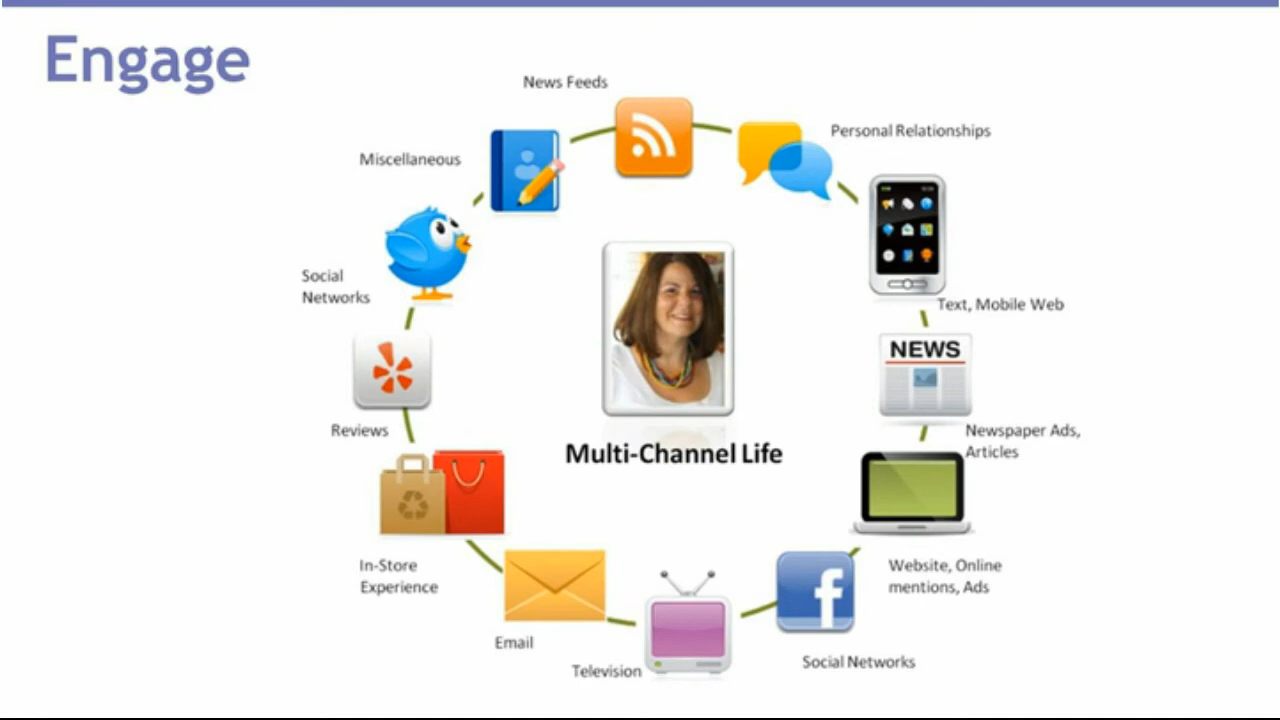 Engage
News Feeds
Personal Relationships
Miscellaneous
Social
Networks
Text, Mobile Web
NEWS
Reviews
Newspaper Ads,
Articles
Multi-Channel Life
In-Store
Experience
Website, Online
mentions, Ads
f
Email
Television
Social Networks